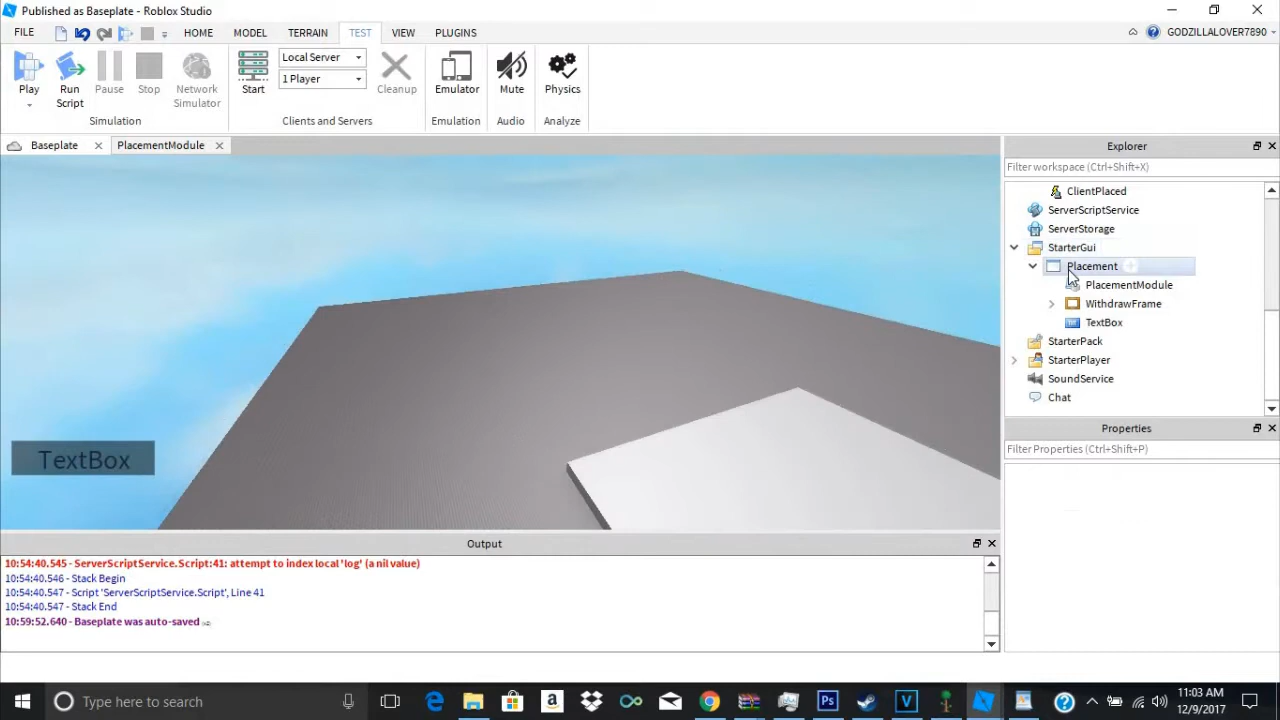 Published as Baseplate - Roblox Studio
FILE HOME MODEL TERRAIN TEST VIEW PLUGINS GODZILLALOVER7890
Play Run Script Pause Stop Network Simulator
Simulation
Start Local Server 1 Player Cleanup
Clients and Servers
Emulator
Emulation
Mute
Audio
Physics
Analyze
Baseplate PlacementModule
TextBox
Explorer
Filter workspace (Ctrl+Shift+X)
ClientPlaced
ServerScriptService
ServerStorage
StarterGui
Placement
PlacementModule
WithdrawFrame
TextBox
StarterPack
StarterPlayer
SoundService
Chat
Properties
Filter Properties (Ctrl+Shift+P)
Output
10:54:40.545 - ServerScriptService.Script:41: attempt to index local 'log' (a nil value)
10:54:40.546 - Stack Begin
10:54:40.547 - Script 'ServerScriptService.Script', Line 41
10:54:40.547 - Stack End
10:59:52.640 - Baseplate was auto-saved
Type here to search
11:03 AM
12/9/2017